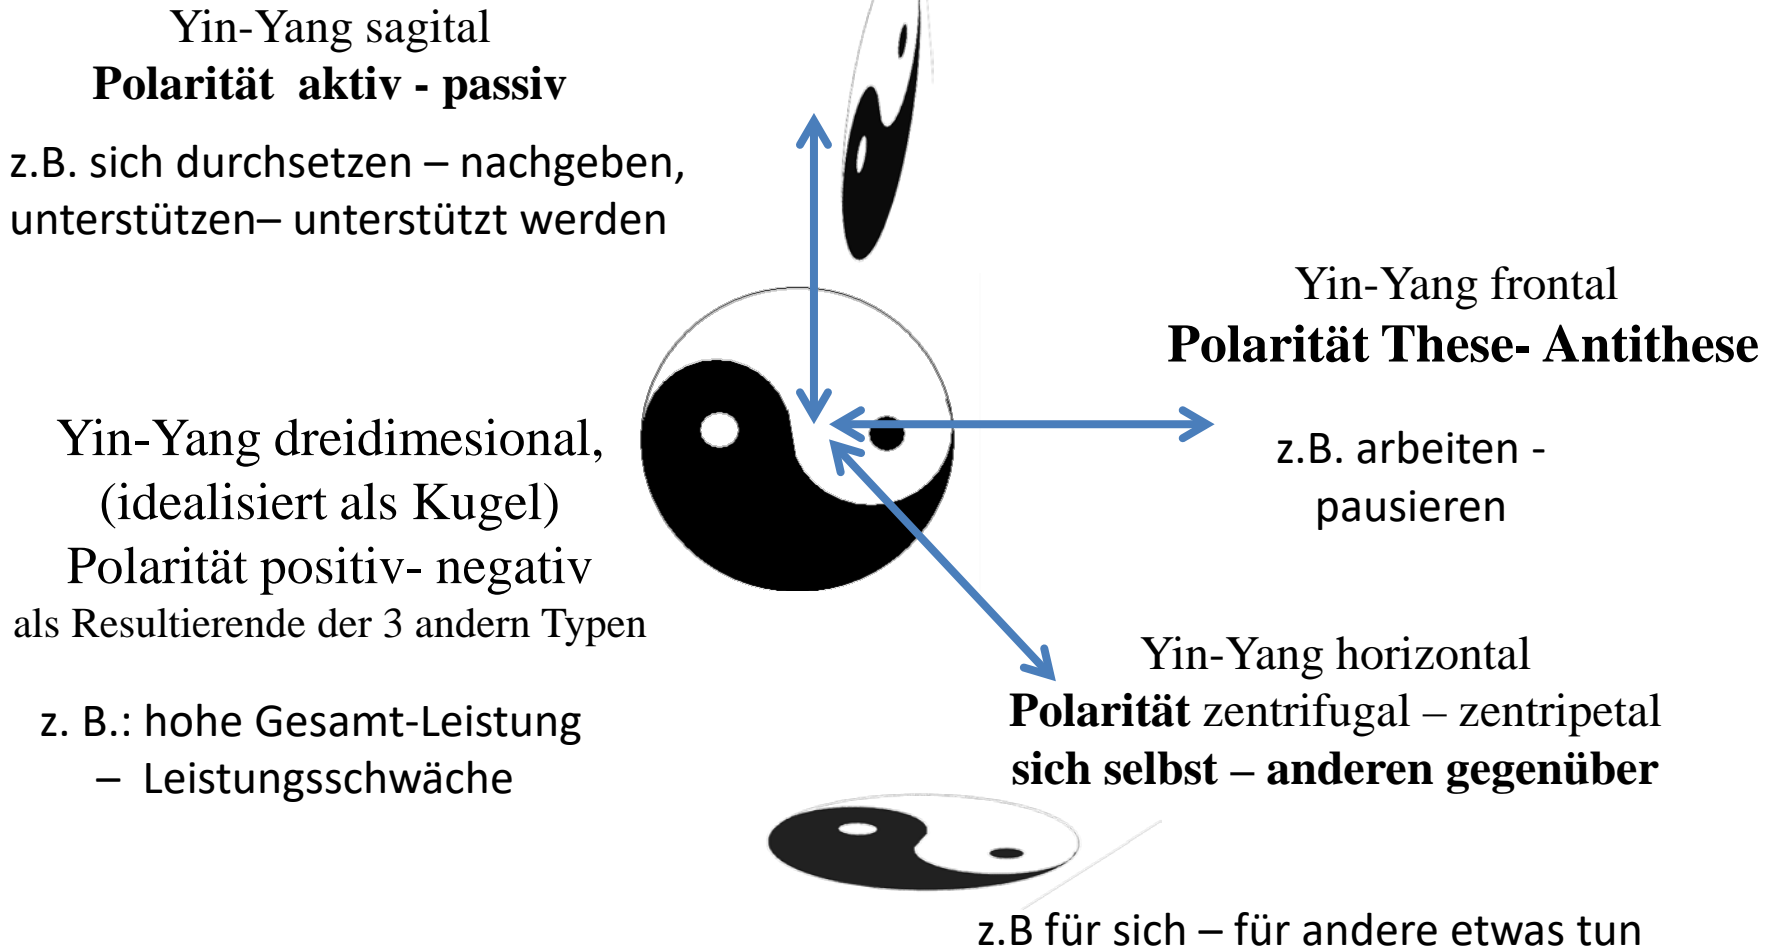 Yin-Yang sagital
Polarität  aktiv - passiv
z.B. sich durchsetzen – nachgeben,
unterstützen– unterstützt werden
Yin-Yang frontal
Polarität These- Antithese
z.B. arbeiten -
pausieren
Yin-Yang dreidimesional,
(idealisiert als Kugel)
Polarität positiv- negativ
als Resultierende der 3 andern Typen
z. B.: hohe Gesamt-Leistung
– Leistungsschwäche
Yin-Yang horizontal
Polarität zentrifugal – zentripetal
sich selbst – anderen gegenüber
z.B für sich – für andere etwas tun